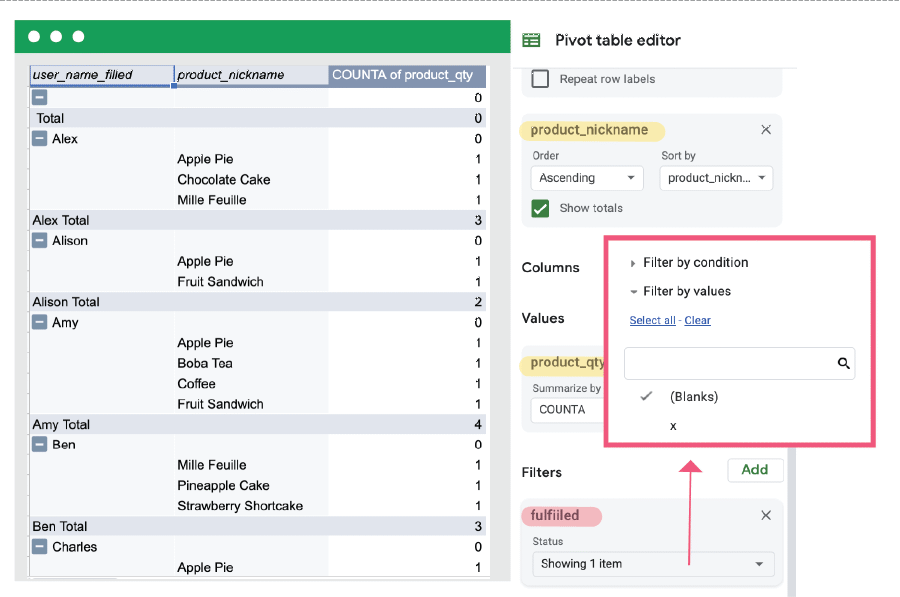 Pivot table editor
user_name_filled product_nickname COUNTA of product_qty
0
Total 0
Alex 0
Apple Pie 1
Chocolate Cake 1
Mille Feuille 1
Alex Total 3
Alison 0
Apple Pie 1
Fruit Sandwich 1
Alison Total 2
Amy 0
Apple Pie 1
Boba Tea 1
Coffee 1
Fruit Sandwich 1
Amy Total 4
Ben 0
Mille Feuille 1
Pineapple Cake 1
Strawberry Shortcake 1
Ben Total 3
Charles 0
Apple Pie 1
Repeat row labels
product_nickname
Order Sort by
Ascending product_nickn...
Show totals
Columns
Values
product_qty
Summarize by
COUNTA
Filter by condition
Filter by values
Select all - Clear
(Blanks)
x
Filters Add
fulfiiled
Status
Showing 1 item